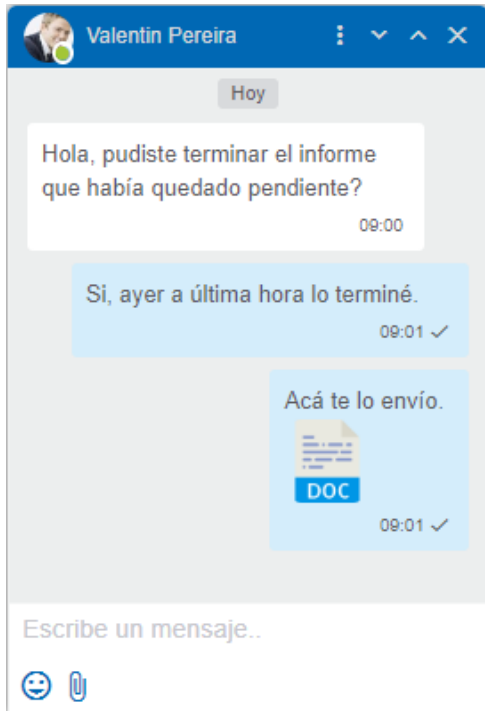 Valentin Pereira
Hoy
Hola, pudiste terminar el informe
que había quedado pendiente?
09:00
Si, ayer a última hora lo terminé.
09:01
Acá te lo envío.
DOC
09:01
Escribe un mensaje..